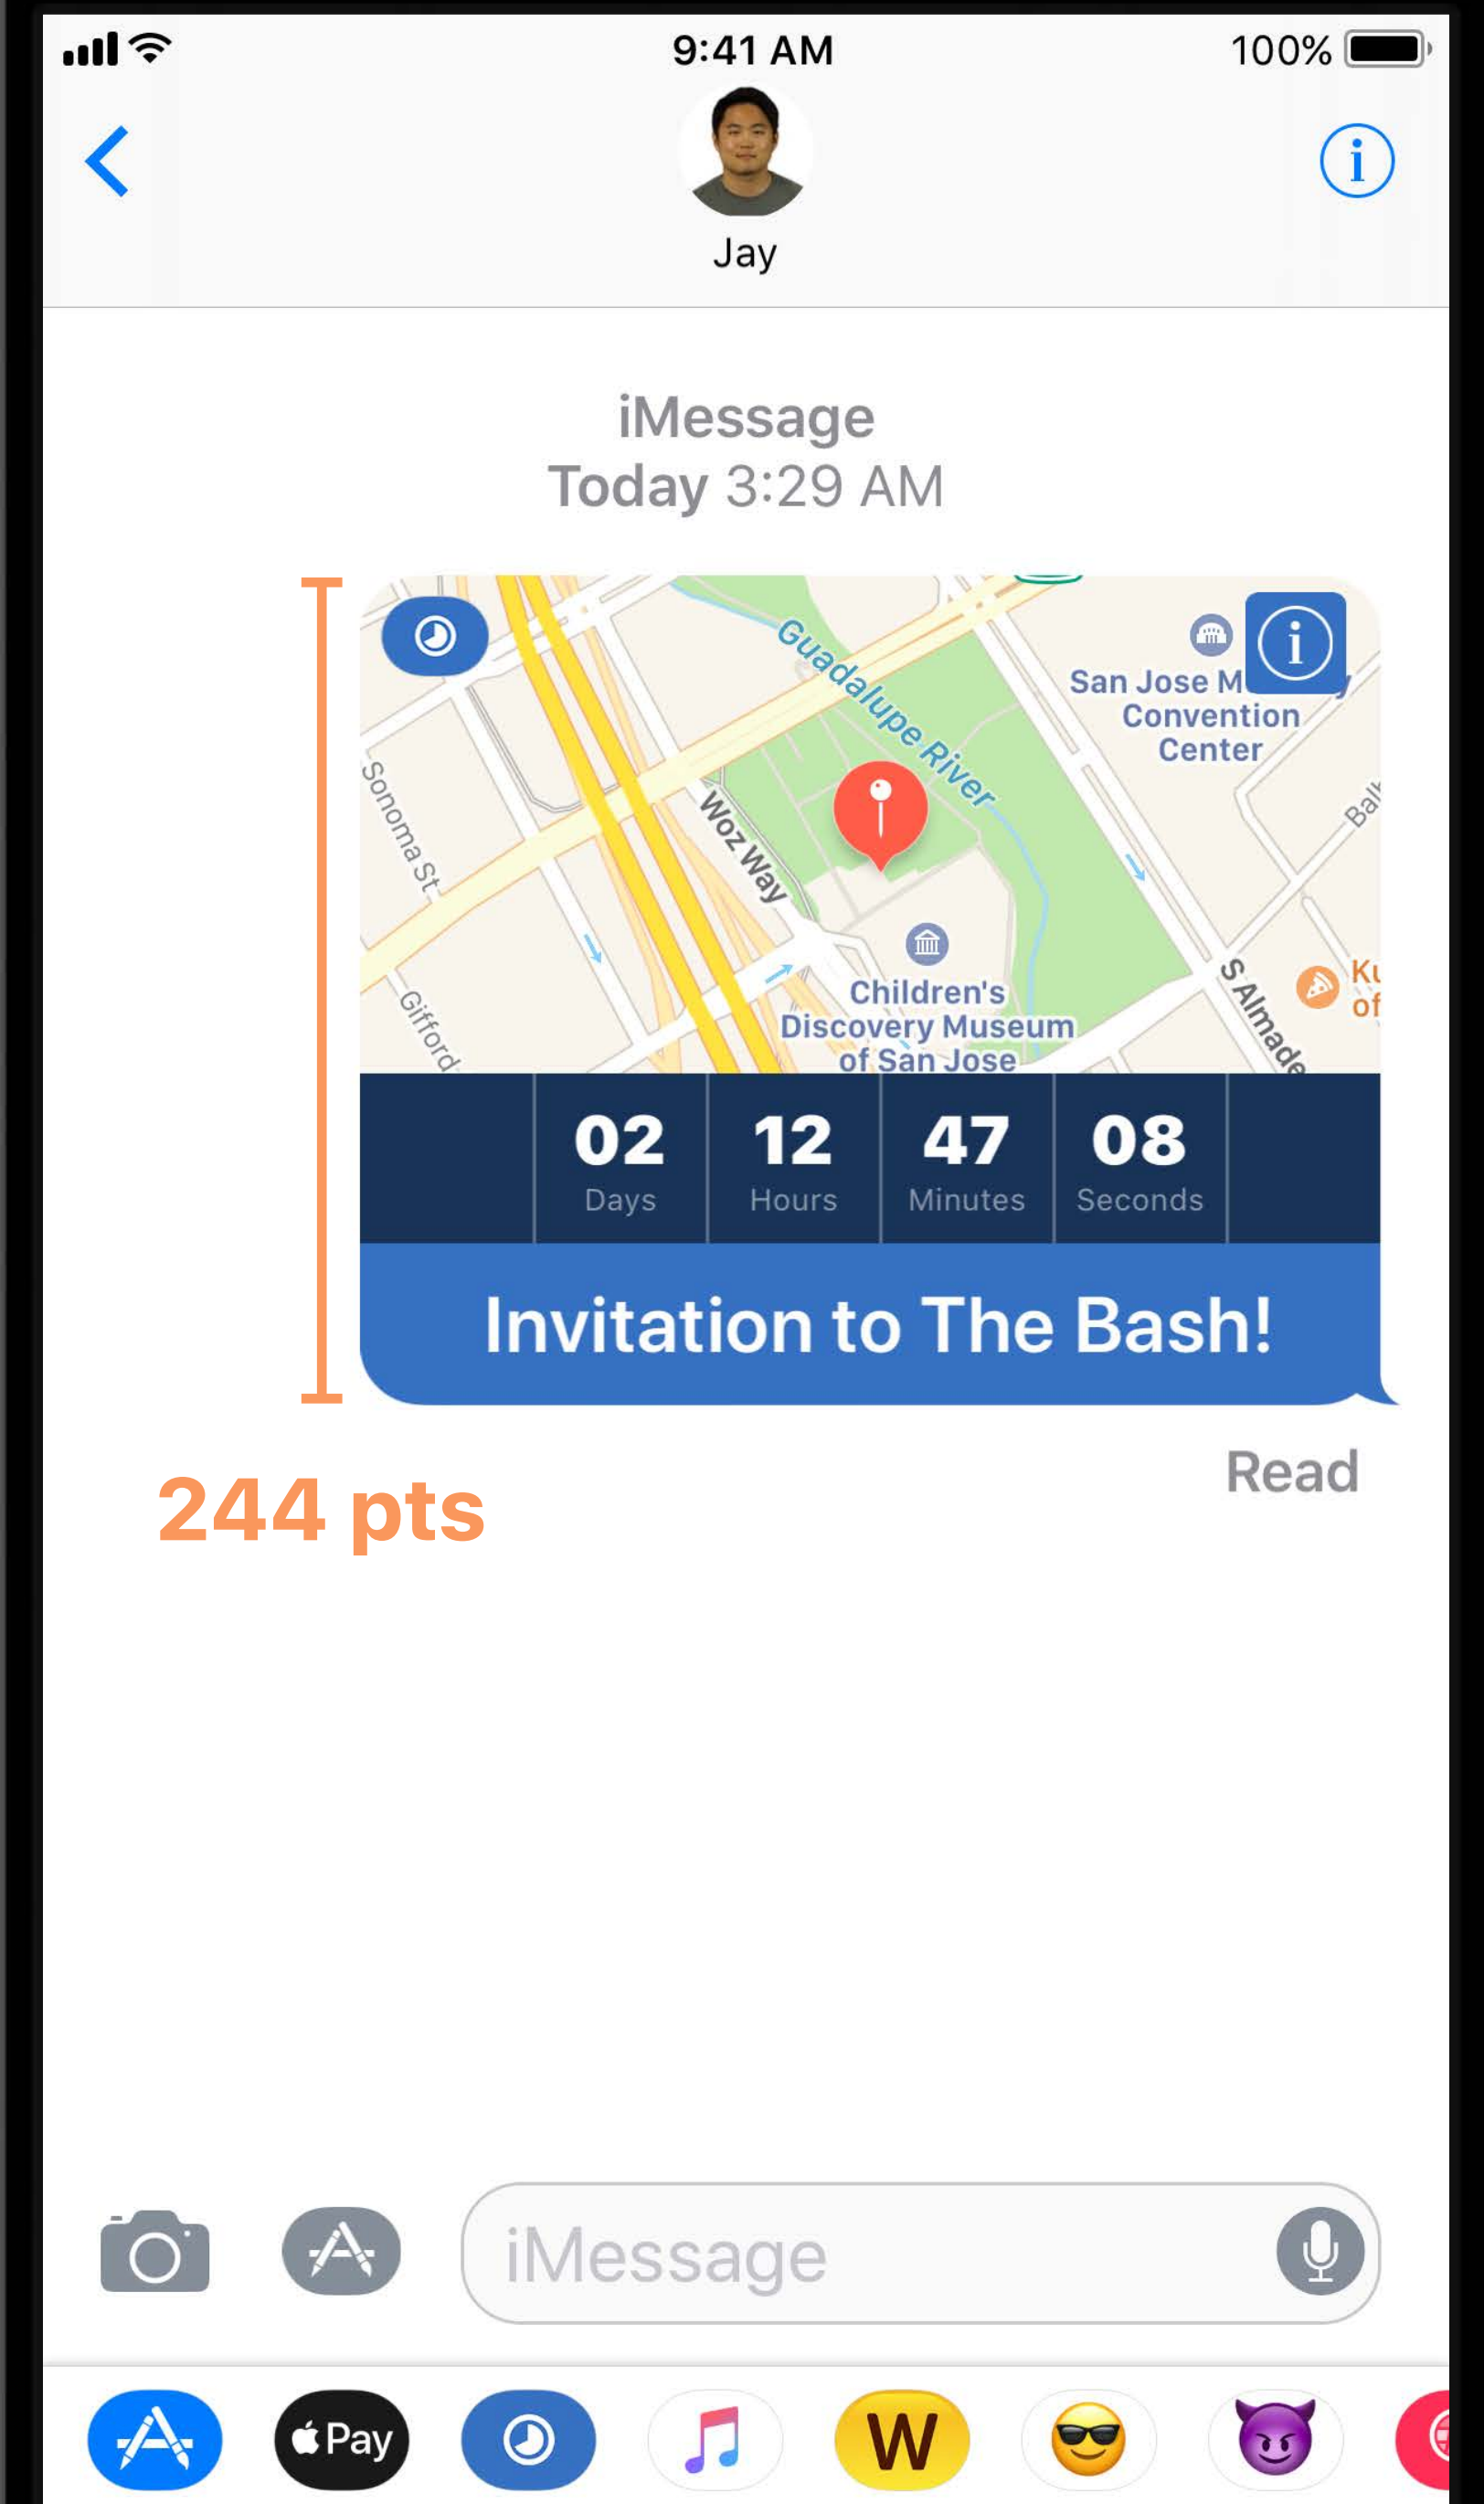 9:41 AM
100%
Jay
iMessage
Today 3:29 AM
Guadalupe River
San Jose
Convention
Center
Sonoma St
Woz Way
Gifford
Children's
Discovery Museum
of San Jose
S Almade
of
02 12 47 08
Days Hours Minutes Seconds
Invitation to The Bash!
Read
244 pts
iMessage
Pay
W